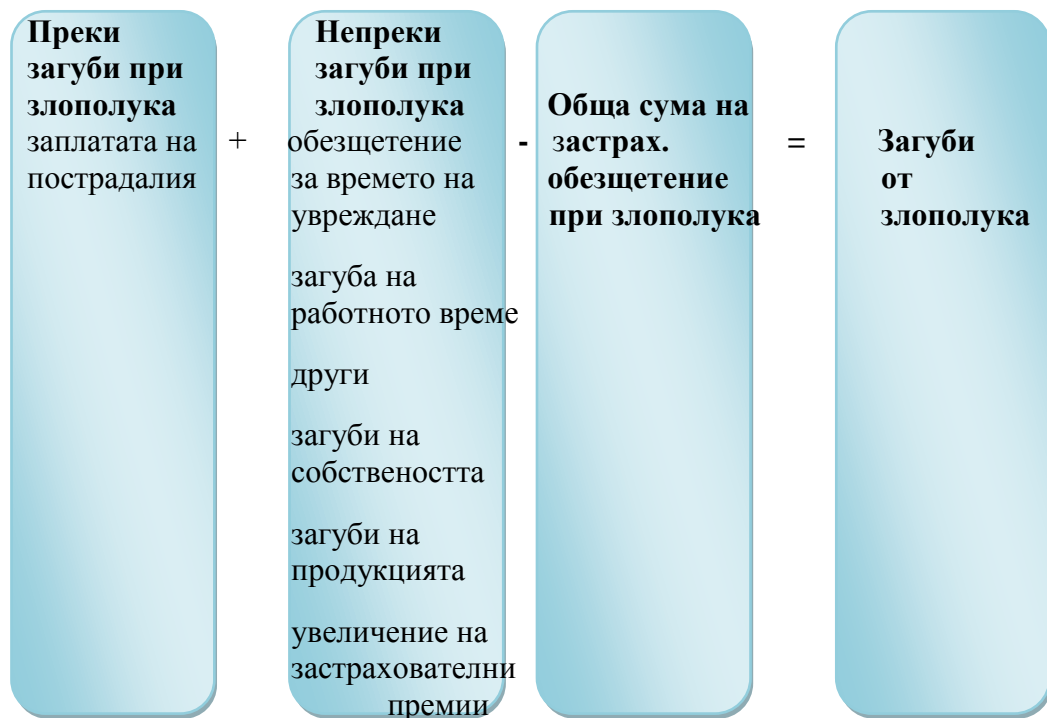 Преки
загуби при
злополука
заплатата на
пострадалия
+
Непреки
загуби при
злополука
обезщетение
за времето на
увреждане
загуба на
работното време
други
загуби на
собствеността
загуби на
продукцията
увеличение на
застрахователни
премии
-
Обща сума на
застрах.
обезщетение
при злополука
=
Загуби
от
злополука